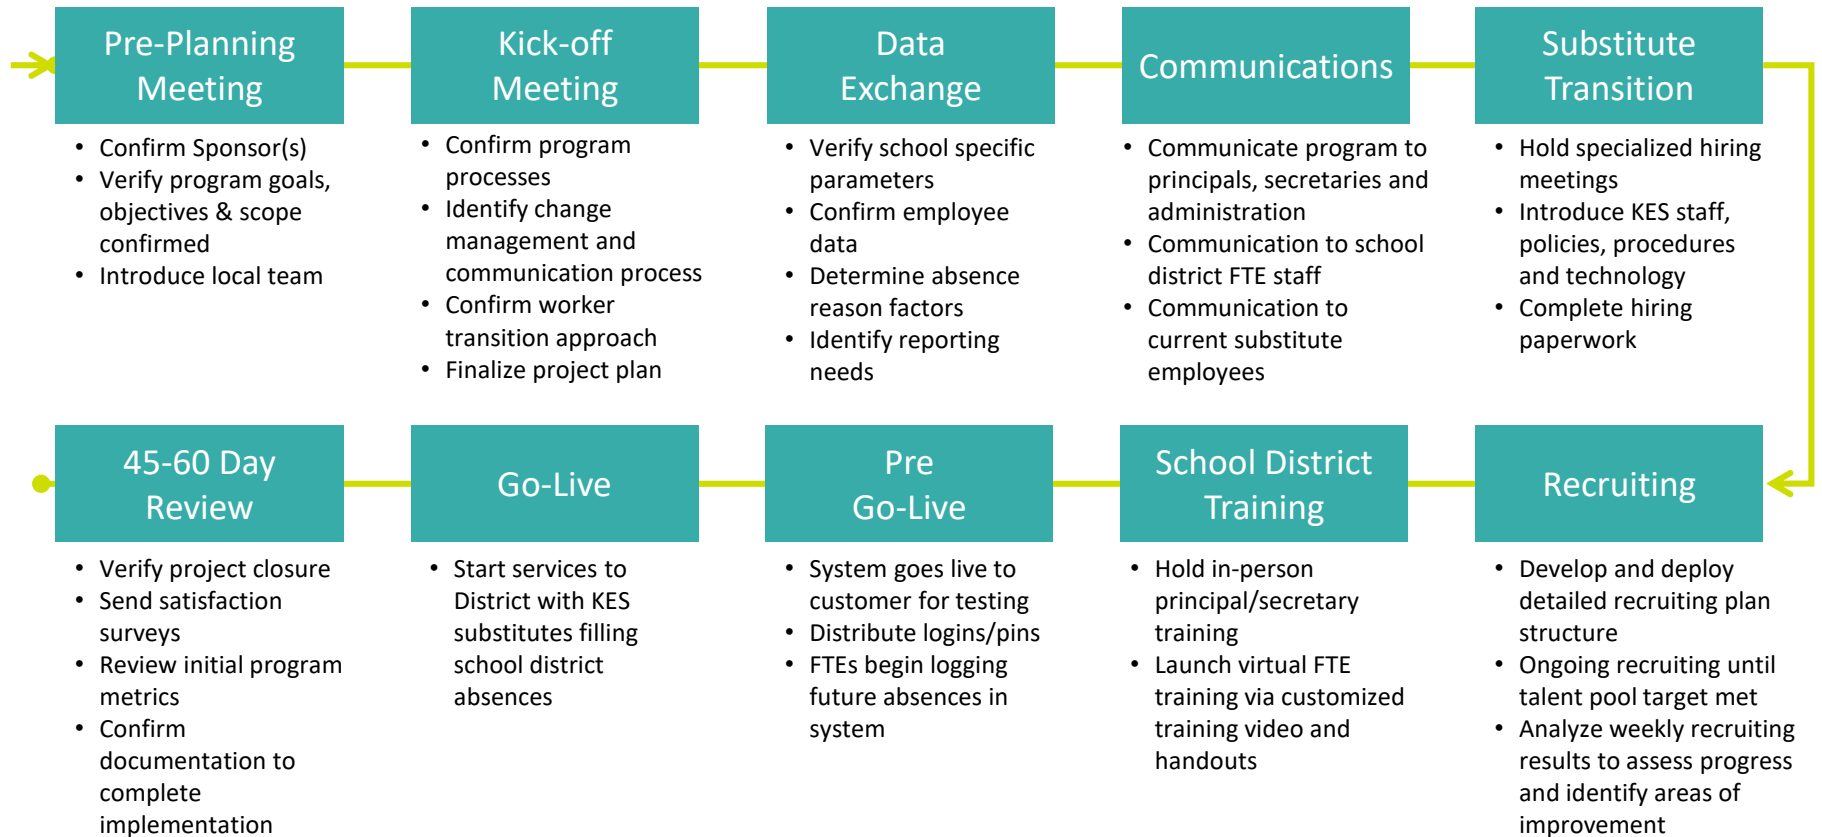 Pre-Planning
Meeting
• Confirm Sponsor(s)
• Verify program goals,
objectives & scope
confirmed
• Introduce local team
Kick-off
Meeting
• Confirm program
processes
• Identify change
management and
communication process
• Confirm worker
transition approach
• Finalize project plan
Data
Exchange
• Verify school specific
parameters
• Confirm employee
data
• Determine absence
reason factors
• Identify reporting
needs
Communications
• Communicate program to
principals, secretaries and
administration
• Communication to school
district FTE staff
• Communication to
current substitute
employees
Substitute
Transition
• Hold specialized hiring
meetings
• Introduce KES staff,
policies, procedures
and technology
• Complete hiring
paperwork
Recruiting
• Develop and deploy
detailed recruiting plan
structure
• Ongoing recruiting until
talent pool target met
• Analyze weekly recruiting
results to assess progress
and identify areas of
improvement
School District
Training
• Hold in-person
principal/secretary
training
• Launch virtual FTE
training via customized
training video and
handouts
Pre
Go-Live
• System goes live to
customer for testing
• Distribute logins/pins
• FTEs begin logging
future absences in
system
Go-Live
• Start services to
District with KES
substitutes filling
school district
absences
45-60 Day
Review
• Verify project closure
• Send satisfaction
surveys
• Review initial program
metrics
• Confirm
documentation to
complete
implementation